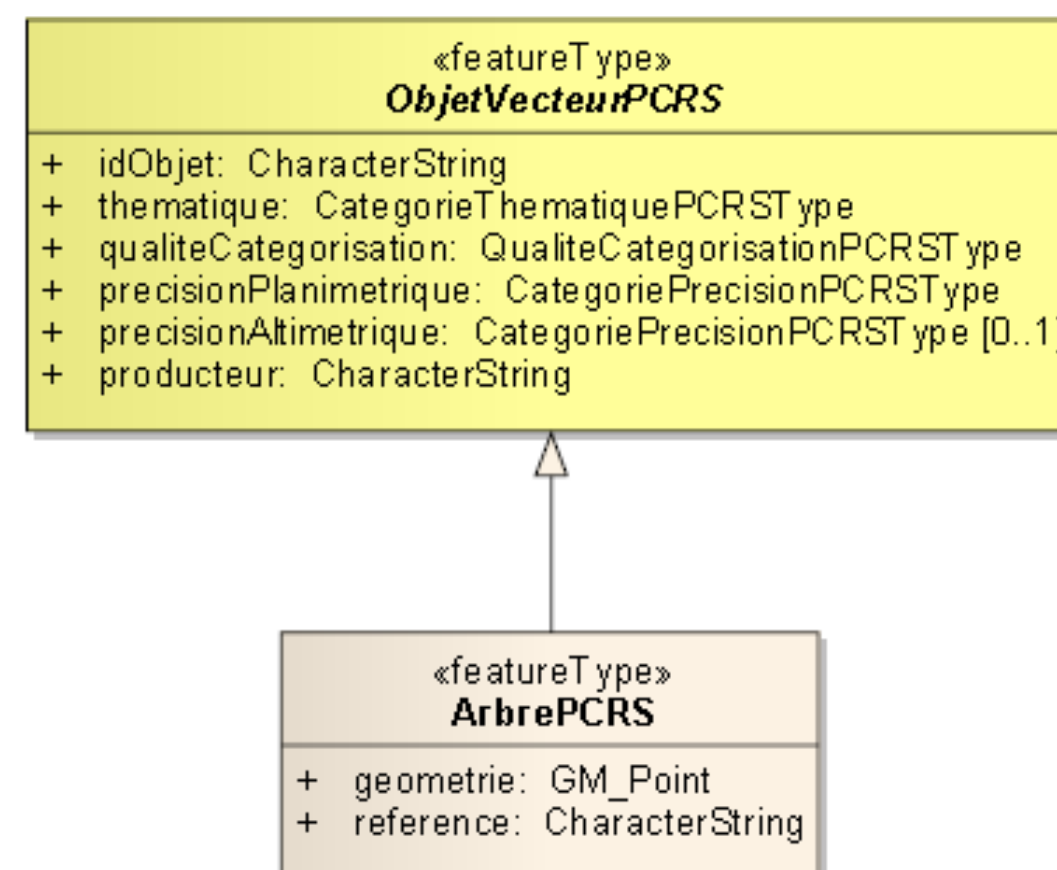 «featureType»
ObjetVecteurPCRS
+ idObjet: CharacterString
+ thematique: CategorieThematiquePCRSType
+ qualiteCategorisation: QualiteCategorisationPCRSType
+ precisionPlanimetrique: CategoriePrecisionPCRSType
+ precisionAltimetrique: CategoriePrecisionPCRSType [0..1]
+ producteur: CharacterString
«featureType»
ArbrePCRS
+ geometrie: GM_Point
+ reference: CharacterString